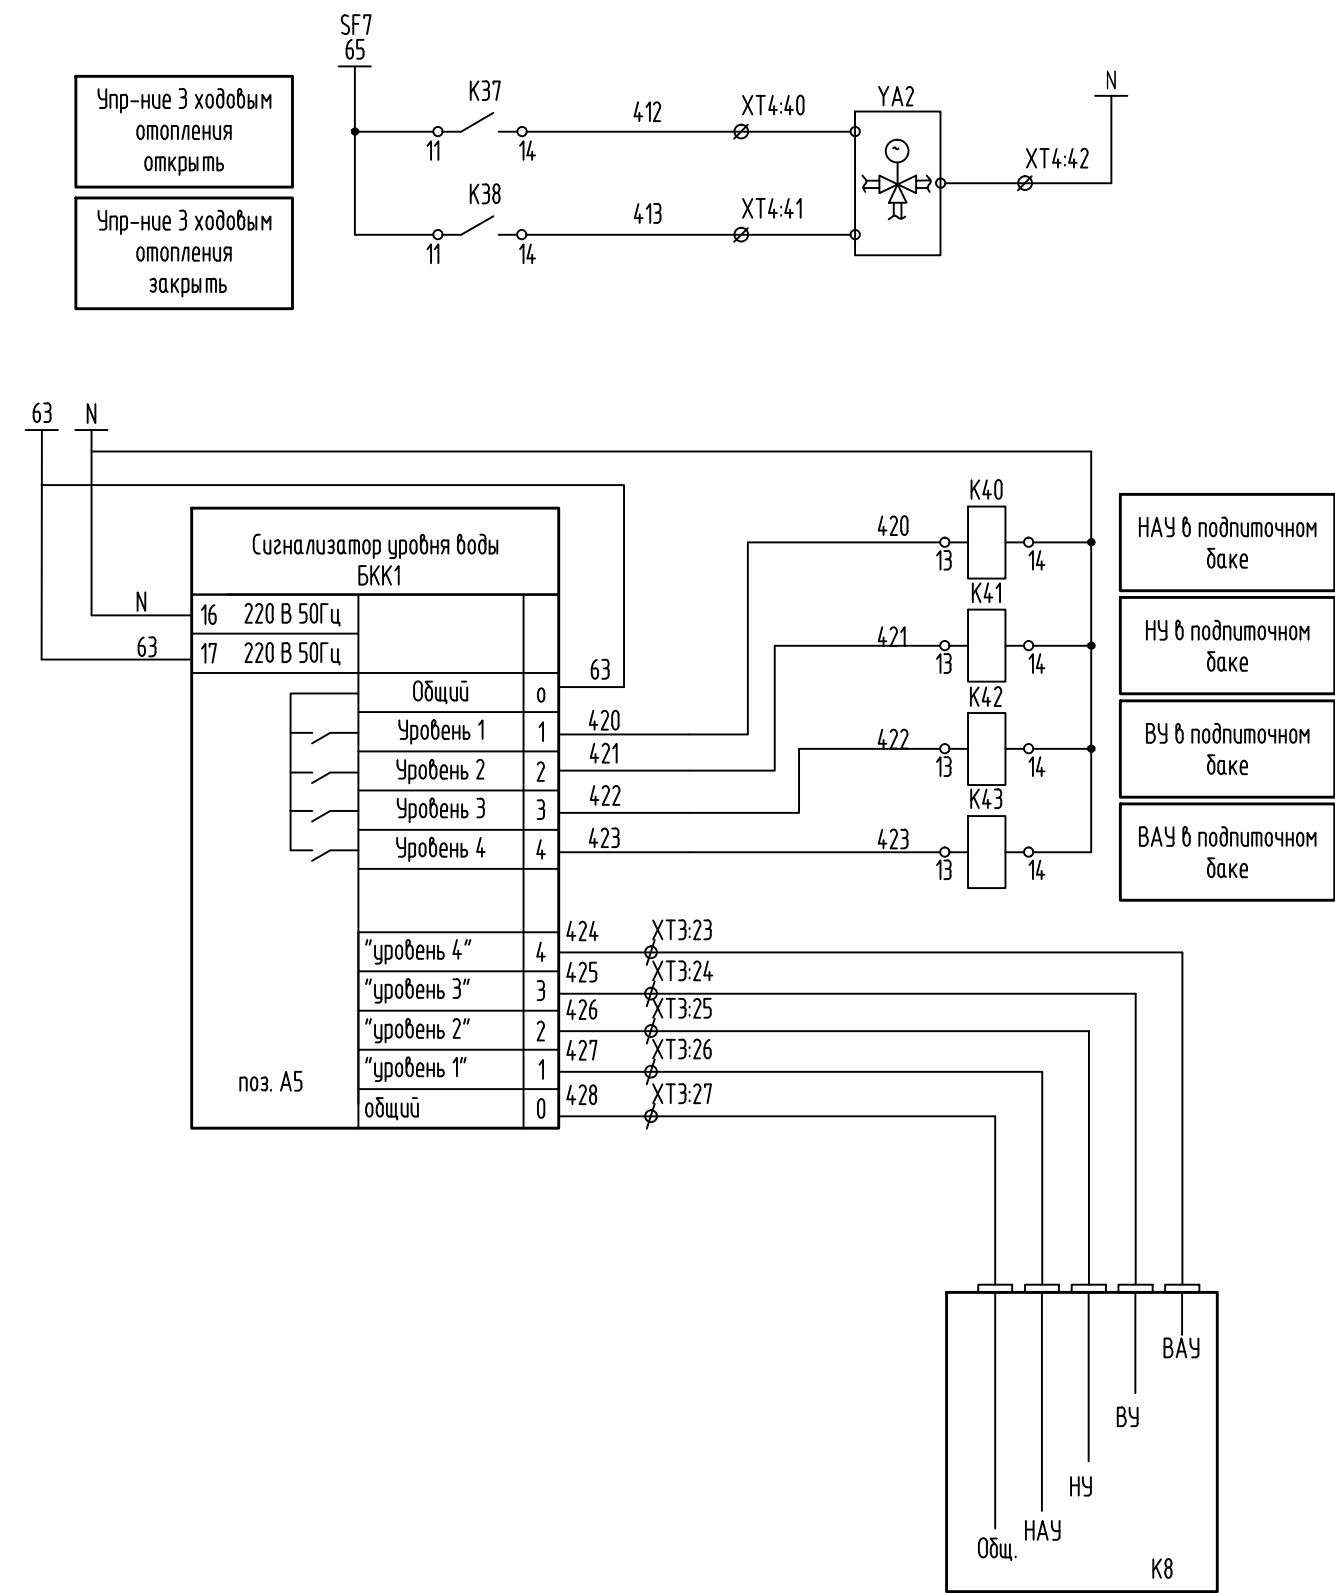 SF7
65
Упр-ние 3 ходовым
отопления
открыть
Упр-ние 3 ходовым
отопления
закрыть
К37
11
14
412
ХТ4:40
YA2
~
N
ХТ4:42
К38
11
14
413
ХТ4:41
63
N
Сигнализатор уровня воды
БКК1
N
16
220 В 50Гц
63
17
220 В 50Гц
Общий
0
63
Уровень 1
1
420
Уровень 2
2
421
Уровень 3
3
422
Уровень 4
4
423
420
13
К40
14
НАУ в подпиточном
баке
421
13
К41
14
НУ в подпиточном
баке
422
13
К42
14
ВУ в подпиточном
баке
423
13
К43
14
ВАУ в подпиточном
баке
"уровень 4"
4
424
ХТ3:23
"уровень 3"
3
425
ХТ3:24
"уровень 2"
2
426
ХТ3:25
"уровень 1"
1
427
ХТ3:26
общий
0
428
ХТ3:27
поз. А5
ВАУ
ВУ
НУ
НАУ
Общ.
К8